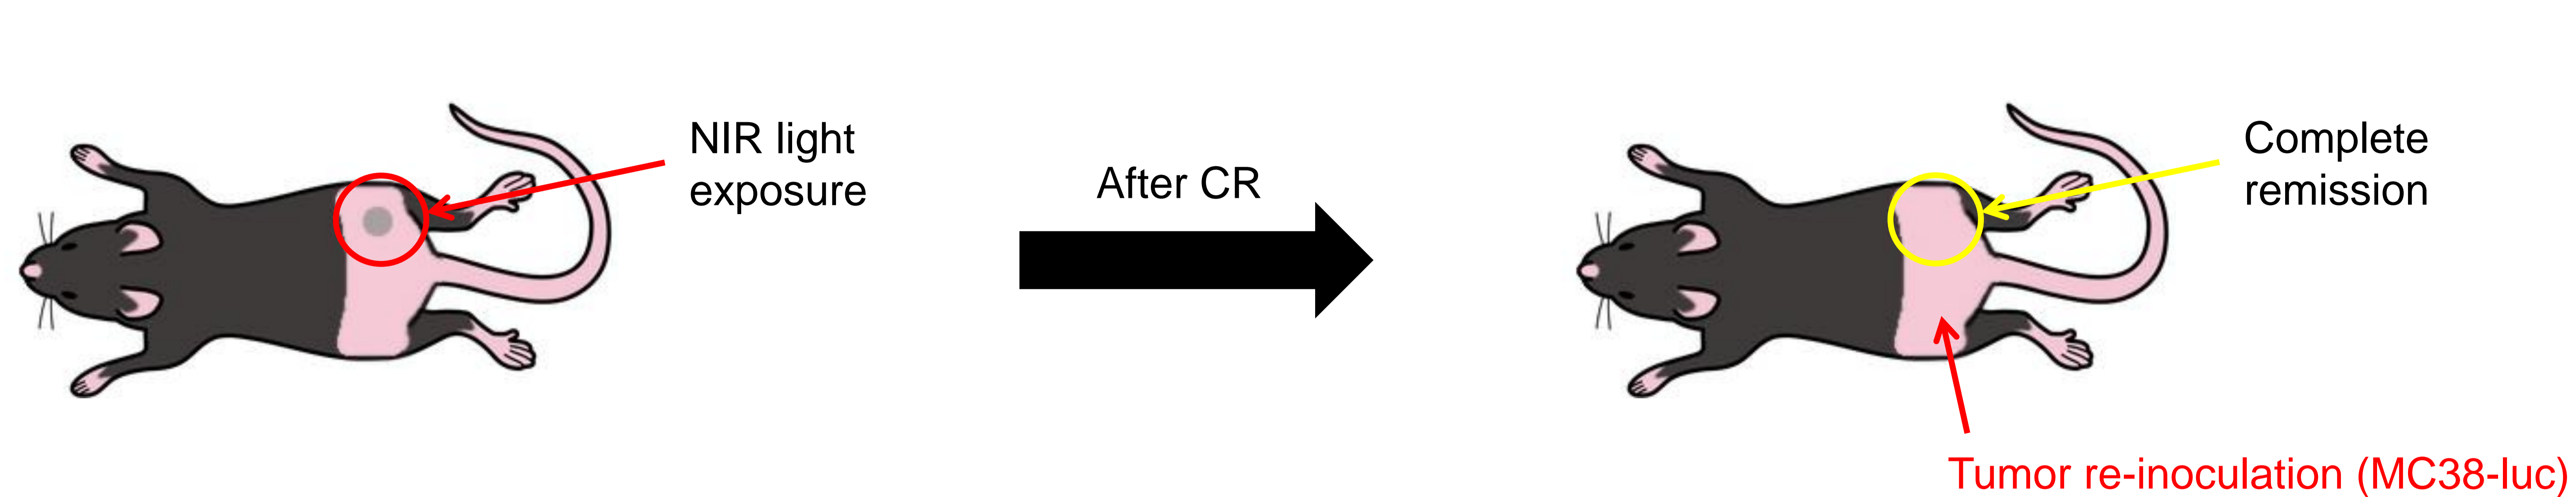 NIR light
exposure
After CR
Complete
remission
Tumor re-inoculation (MC38-luc)